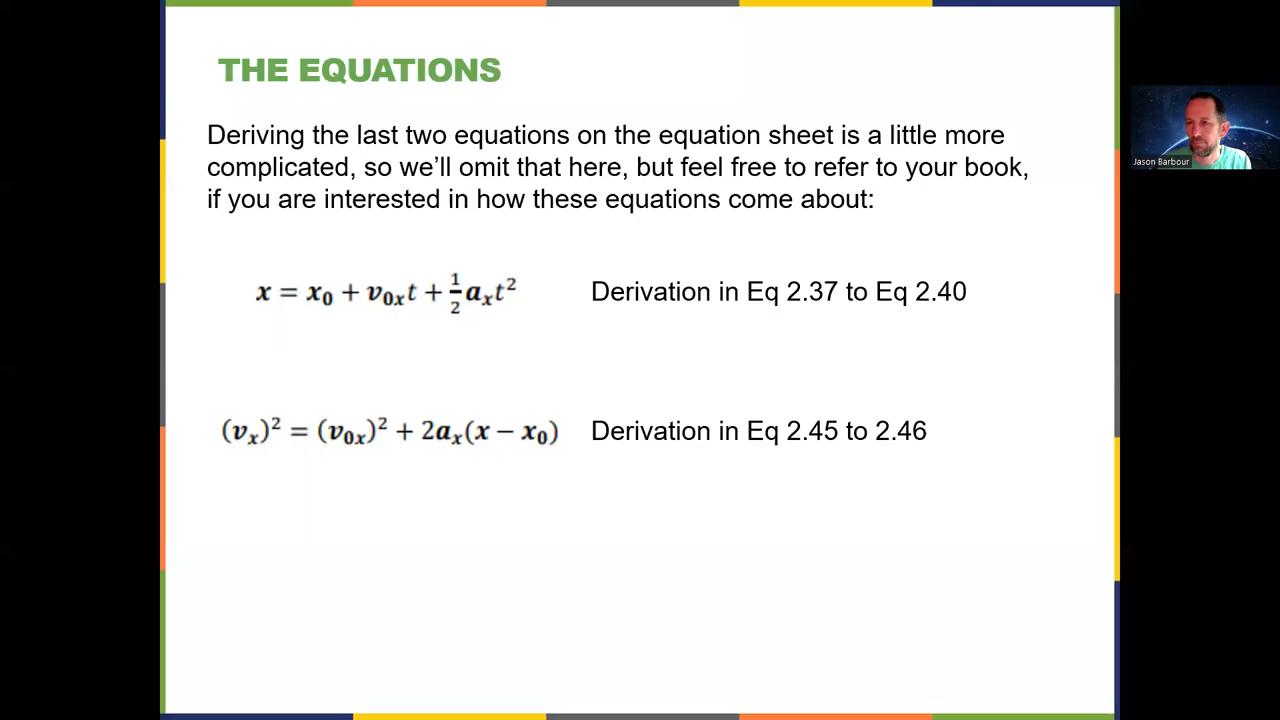 THE EQUATIONS
Deriving the last two equations on the equation sheet is a little more
complicated, so we’ll omit that here, but feel free to refer to your book,
if you are interested in how these equations come about:
x = x₀ + v₀ₓt + ½aₓt² Derivation in Eq 2.37 to Eq 2.40
(vₓ)² = (v₀ₓ)² + 2aₓ(x − x₀) Derivation in Eq 2.45 to 2.46
Jason Barbour